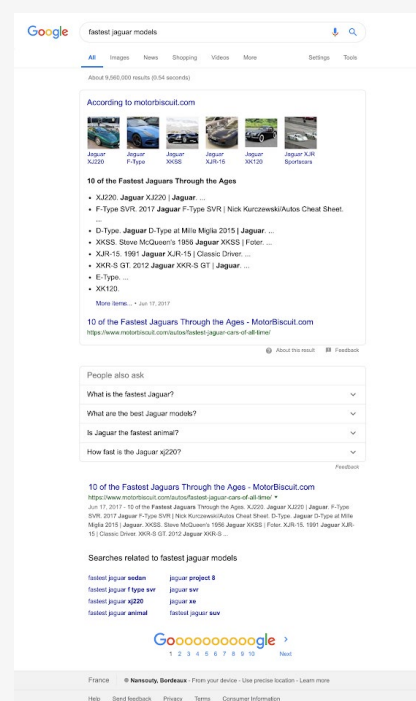 Google
fastest jaguar models
All Images News Shopping Videos More Settings Tools
About 9,560,000 results (0.54 seconds)
According to motorbiscuit.com
Jaguar XJ220
Jaguar F-Type
Jaguar XKSS
Jaguar XJR-15
Jaguar XK120
Jaguar XJR Sportscars
10 of the Fastest Jaguars Through the Ages
• XJ220. Jaguar XJ220 | Jaguar. ...
• F-Type SVR. 2017 Jaguar F-Type SVR | Nick Kurczewski/Autos Cheat Sheet.
...
• D-Type. Jaguar D-Type at Mille Miglia 2015 | Jaguar. ...
• XKSS. Steve McQueen's 1956 Jaguar XKSS | Foter. ...
• XJR-15. 1991 Jaguar XJR-15 | Classic Driver. ...
• XKR-S GT. 2012 Jaguar XKR-S GT | Jaguar. ...
• E-Type. ...
• XK120.
More items... • Jun 17, 2017
10 of the Fastest Jaguars Through the Ages - MotorBiscuit.com
https://www.motorbiscuit.com/autos/fastest-jaguar-cars-of-all-time/
About this result Feedback
People also ask
What is the fastest Jaguar?
What are the best Jaguar models?
Is Jaguar the fastest animal?
How fast is the Jaguar xj220?
Feedback
10 of the Fastest Jaguars Through the Ages - MotorBiscuit.com
https://www.motorbiscuit.com/autos/fastest-jaguar-cars-of-all-time/
Jun 17, 2017 - 10 of the Fastest Jaguars Through the Ages. XJ220. Jaguar XJ220 | Jaguar. F-Type
SVR. 2017 Jaguar F-Type SVR | Nick Kurczewski/Autos Cheat Sheet. D-Type. Jaguar D-Type at Mille
Miglia 2015 | Jaguar. XKSS. Steve McQueen's 1956 Jaguar XKSS | Foter. XJR-15. 1991 Jaguar XJR-
15 | Classic Driver. XKR-S GT. 2012 Jaguar XKR-S ...
Searches related to fastest jaguar models
fastest jaguar sedan jaguar project 8
fastest jaguar f type svr jaguar svr
fastest jaguar xj220 jaguar xe
fastest jaguar animal fastest jaguar suv
Goooooooooogle >
1 2 3 4 5 6 7 8 9 10 Next
France Nansouty, Bordeaux - From your device - Use precise location - Learn more
Help Send feedback Privacy Terms Consumer Information